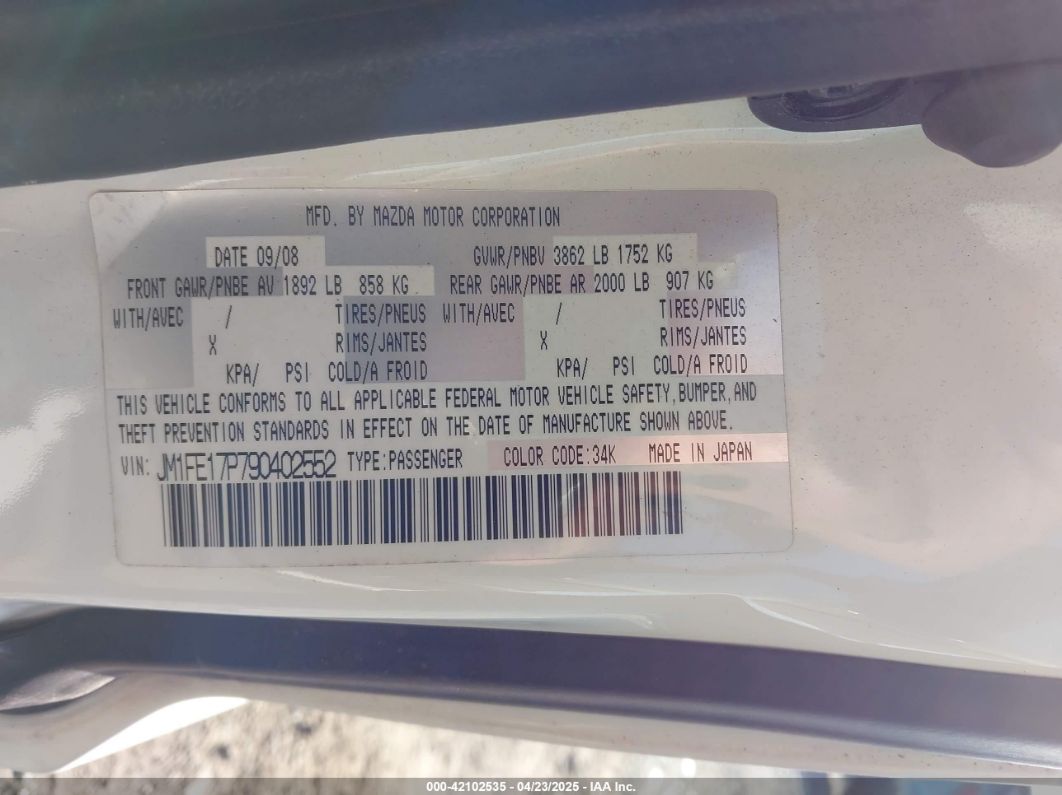 MFD. BY MAZDA MOTOR CORPORATION
DATE 09/08 GVWR/PNBV 3862 LB 1752 KG
FRONT GAWR/PNBE AV 1892 LB 858 KG REAR GAWR/PNBE AR 2000 LB 907 KG
WITH/AVEC / TIRES/PNEUS WITH/AVEC / TIRES/PNEUS
X RIMS/JANTES X RIMS/JANTES
KPA/ PSI COLD/A FROID KPA/ PSI COLD/A FROID
THIS VEHICLE CONFORMS TO ALL APPLICABLE FEDERAL MOTOR VEHICLE SAFETY,BUMPER,AND
THEFT PREVENTION STANDARDS IN EFFECT ON THE DATE OF MANUFACTURE SHOWN ABOVE.
VIN: JM1FE17P790402552 TYPE:PASSENGER COLOR CODE:34K MADE IN JAPAN
000-42102535 - 04/23/2025 - IAA Inc.